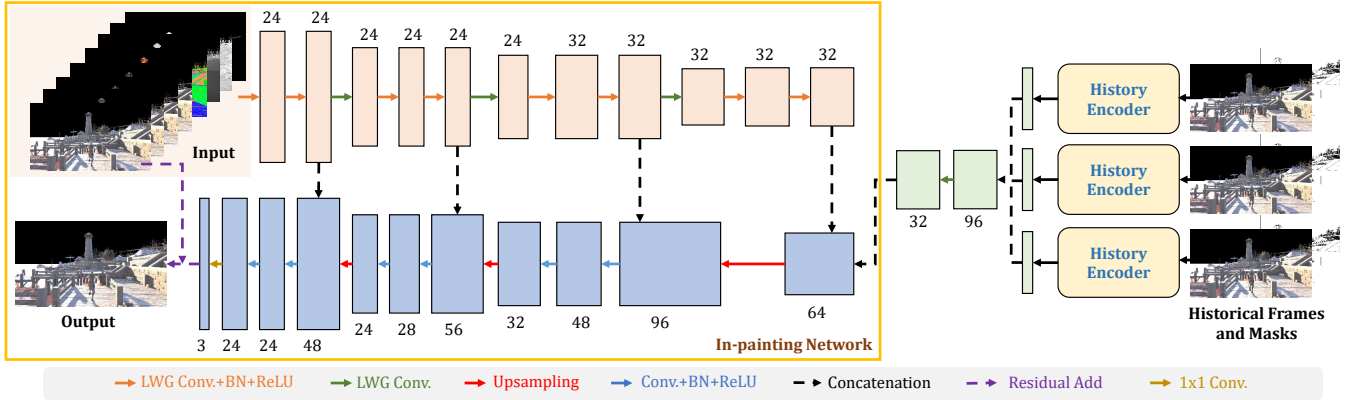 24 24 24 24 24 24 32 32 32 32 32
Input
History
Encoder
History
Encoder
History
Encoder
32 96
Historical Frames
and Masks
Output
3 24 24 48 24 28 56 32 48 96 64
In-painting Network
LWG Conv.+BN+ReLU LWG Conv. Upsampling Conv.+BN+ReLU Concatenation Residual Add 1x1 Conv.